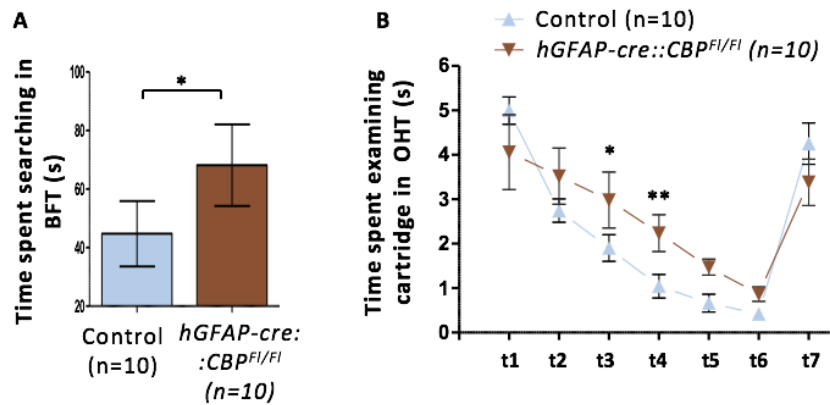 A
Time spent searching in
BFT (s)
100
80
60
40
20
*
Control
(n=10)
hGFAP-cre:
:CBPFl/Fl
(n=10)
B
Control (n=10)
hGFAP-cre::CBPFl/Fl (n=10)
Time spent examining
cartridge in OHT (s)
6
5
4
3
2
1
0
*
**
t1 t2 t3 t4 t5 t6 t7